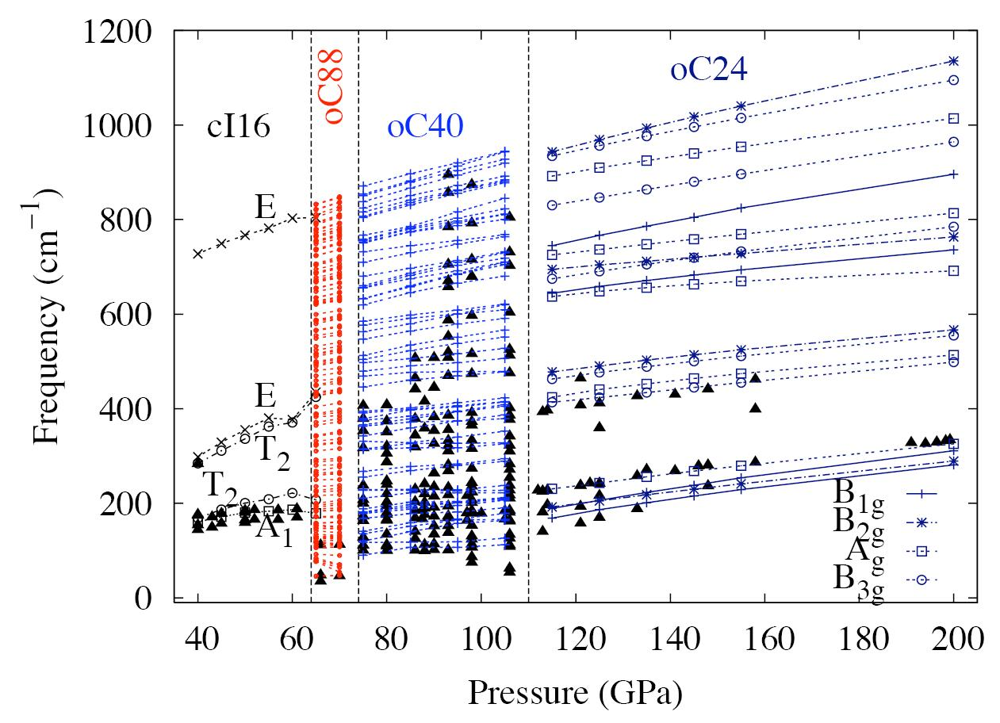 1200
1000
800
600
400
200
0
Frequency (cm⁻¹)
cI16
oC88
oC40
oC24
E
E
T₂
T₂
A₁
B₁g
B₂g
Ag
B₃g
40 60 80 100 120 140 160 180 200
Pressure (GPa)